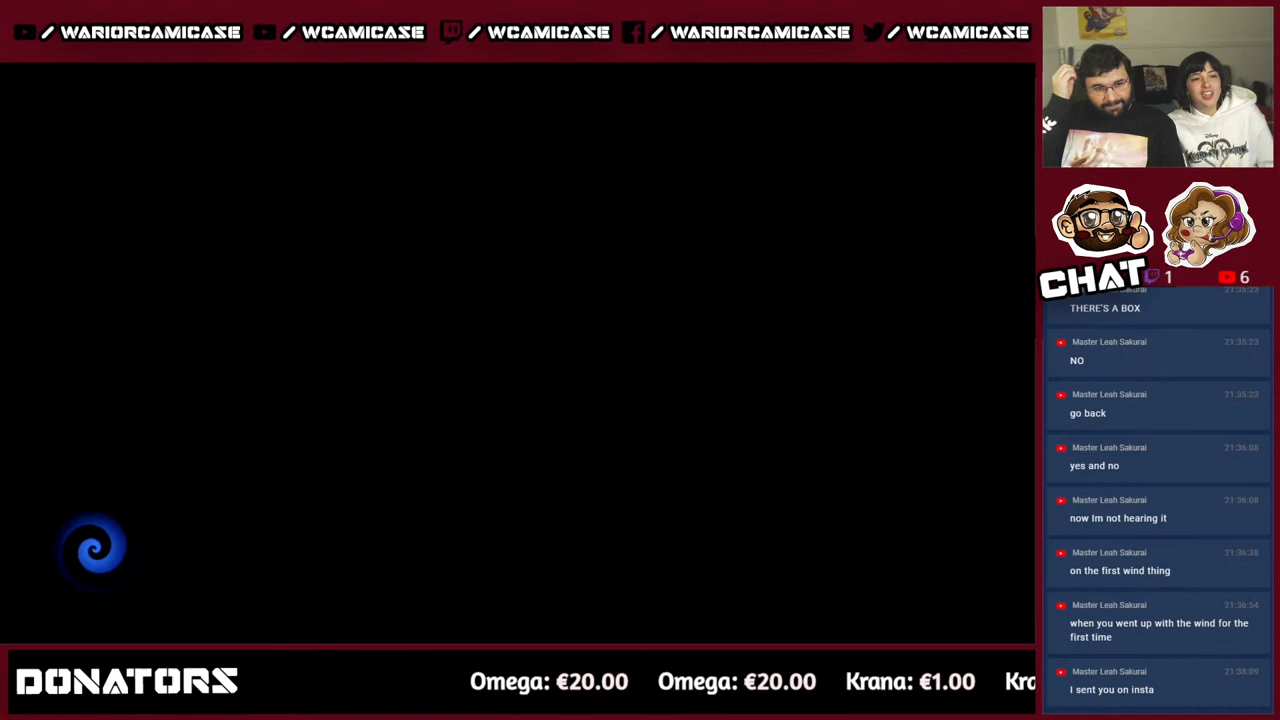 / WARIORCAMICASE / WCAMICASE / WCAMICASE / WARIORCAMICASE / WCAMICASE
CHAT 1 6
THERE'S A BOX
Master Leah Sakurai 21:35:23
NO
Master Leah Sakurai 21:35:23
go back
Master Leah Sakurai 21:36:08
yes and no
Master Leah Sakurai 21:36:08
now Im not hearing it
Master Leah Sakurai 21:36:38
on the first wind thing
Master Leah Sakurai 21:36:54
when you went up with the wind for the
first time
Master Leah Sakurai 21:38:09
I sent you on insta
DONATORS Omega: €20.00 Omega: €20.00 Krana: €1.00